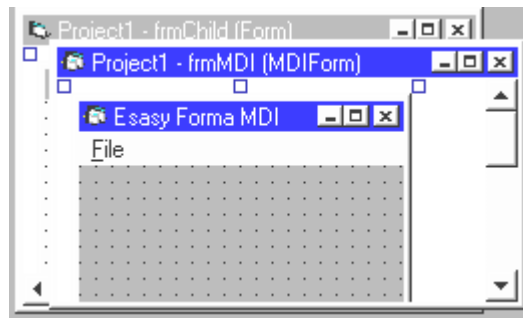 Project1 - frmChild (Form)
Project1 - frmMDI (MDIForm)
Esasy Forma MDI
File